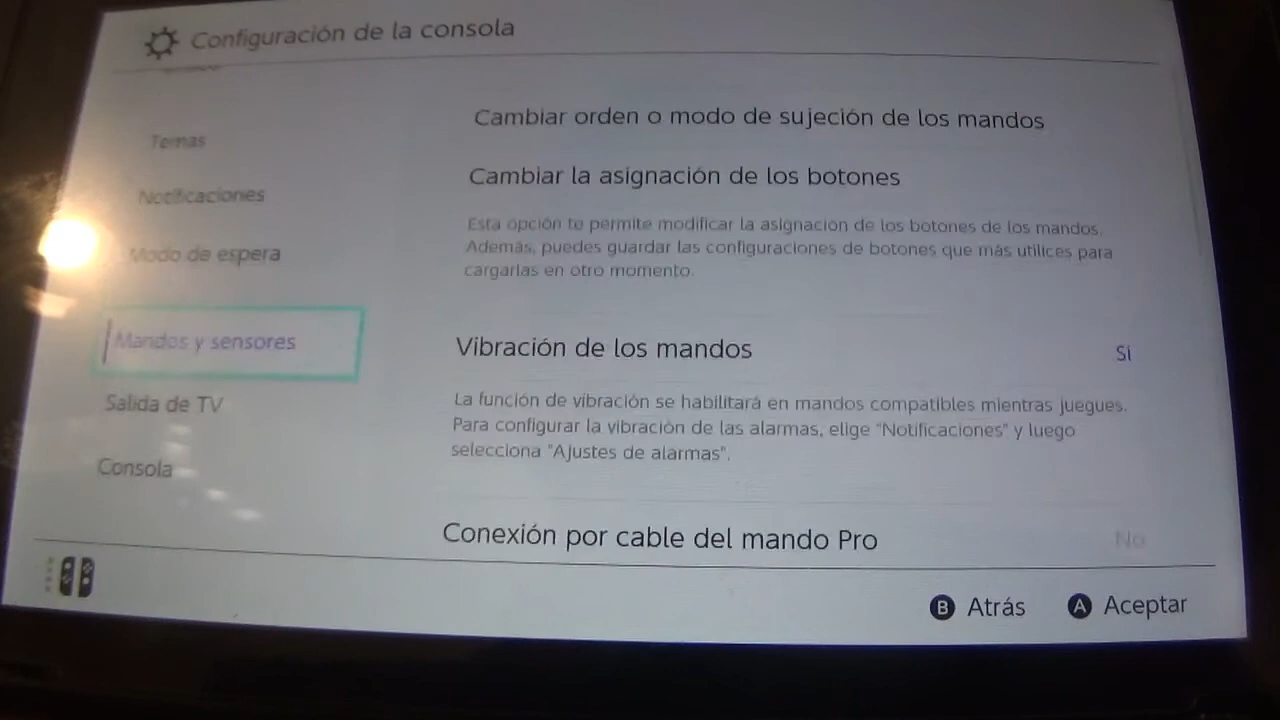 Configuración de la consola
Temas
Notificaciones
Modo de espera
Mandos y sensores
Salida de TV
Consola
Cambiar orden o modo de sujeción de los mandos
Cambiar la asignación de los botones
Esta opción te permite modificar la asignación de los botones de los mandos.
Además, puedes guardar las configuraciones de botones que más utilices para
cargarlas en otro momento.
Vibración de los mandos Sí
La función de vibración se habilitará en mandos compatibles mientras juegues.
Para configurar la vibración de las alarmas, elige "Notificaciones" y luego
selecciona "Ajustes de alarmas".
Conexión por cable del mando Pro No
B Atrás A Aceptar